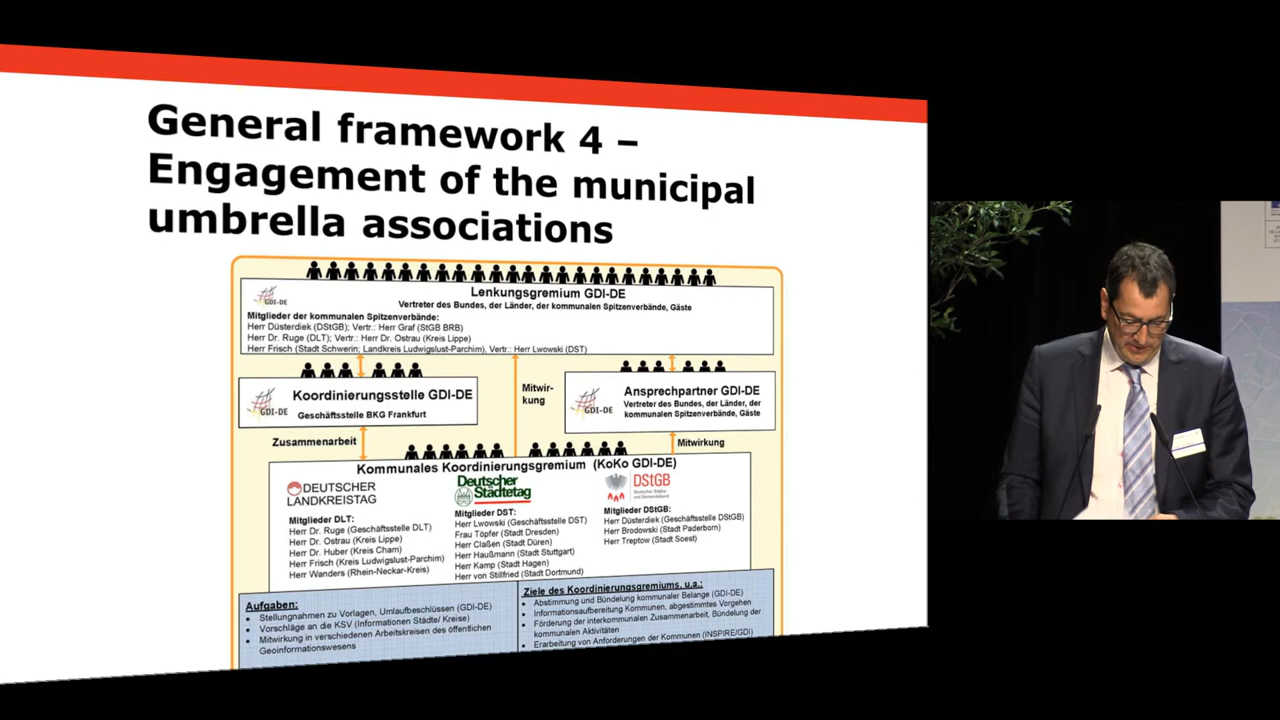 General framework 4 –
Engagement of the municipal
umbrella associations
GDI-DE
Lenkungsgremium GDI-DE
Vertreter des Bundes, der Länder, der kommunalen Spitzenverbände, Gäste
Mitglieder der kommunalen Spitzenverbände:
Herr Düsterdiek (DStGB); Vertr.: Herr Graf (StGB BRB)
Herr Dr. Ruge (DLT); Vertr.: Herr Dr. Ostrau (Kreis Lippe)
Herr Frisch (Stadt Schwerin; Landkreis Ludwigslust-Parchim), Vertr.: Herr Lwowski (DST)
GDI-DE
Koordinierungsstelle GDI-DE
Geschäftsstelle BKG Frankfurt
Mitwir-
kung
GDI-DE
Ansprechpartner GDI-DE
Vertreter des Bundes, der Länder, der
kommunalen Spitzenverbände, Gäste
Zusammenarbeit
Mitwirkung
Kommunales Koordinierungsgremium (KoKo GDI-DE)
DEUTSCHER
LANDKREISTAG
Mitglieder DLT:
Herr Dr. Ruge (Geschäftsstelle DLT)
Herr Dr. Ostrau (Kreis Lippe)
Herr Dr. Huber (Kreis Cham)
Herr Frisch (Kreis Ludwigslust-Parchim)
Herr Wanders (Rhein-Neckar-Kreis)
Deutscher
Städtetag
Mitglieder DST:
Herr Lwowski (Geschäftsstelle DST)
Frau Töpfer (Stadt Dresden)
Herr Claßen (Stadt Düren)
Herr Haußmann (Stadt Stuttgart)
Herr Kamp (Stadt Hagen)
Herr von Stillfried (Stadt Dortmund)
DStGB
Deutscher Städte-
und Gemeindebund
Mitglieder DStGB:
Herr Düsterdiek (Geschäftsstelle DStGB)
Herr Brodowski (Stadt Paderborn)
Herr Treptow (Stadt Soest)
Aufgaben:
• Stellungnahmen zu Vorlagen, Umlaufbeschlüssen (GDI-DE)
• Vorschläge an die KSV (Informationen Städte/ Kreise)
• Mitwirkung in verschiedenen Arbeitskreisen des öffentlichen
Geoinformationswesens
Ziele des Koordinierungsgremiums, u.a.:
• Abstimmung und Bündelung kommunaler Belange (GDI-DE)
• Informationsaufbereitung Kommunen, abgestimmtes Vorgehen
• Förderung der interkommunalen Zusammenarbeit, Bündelung der
kommunalen Aktivitäten
• Erarbeitung von Anforderungen der Kommunen (INSPIRE/GDI)